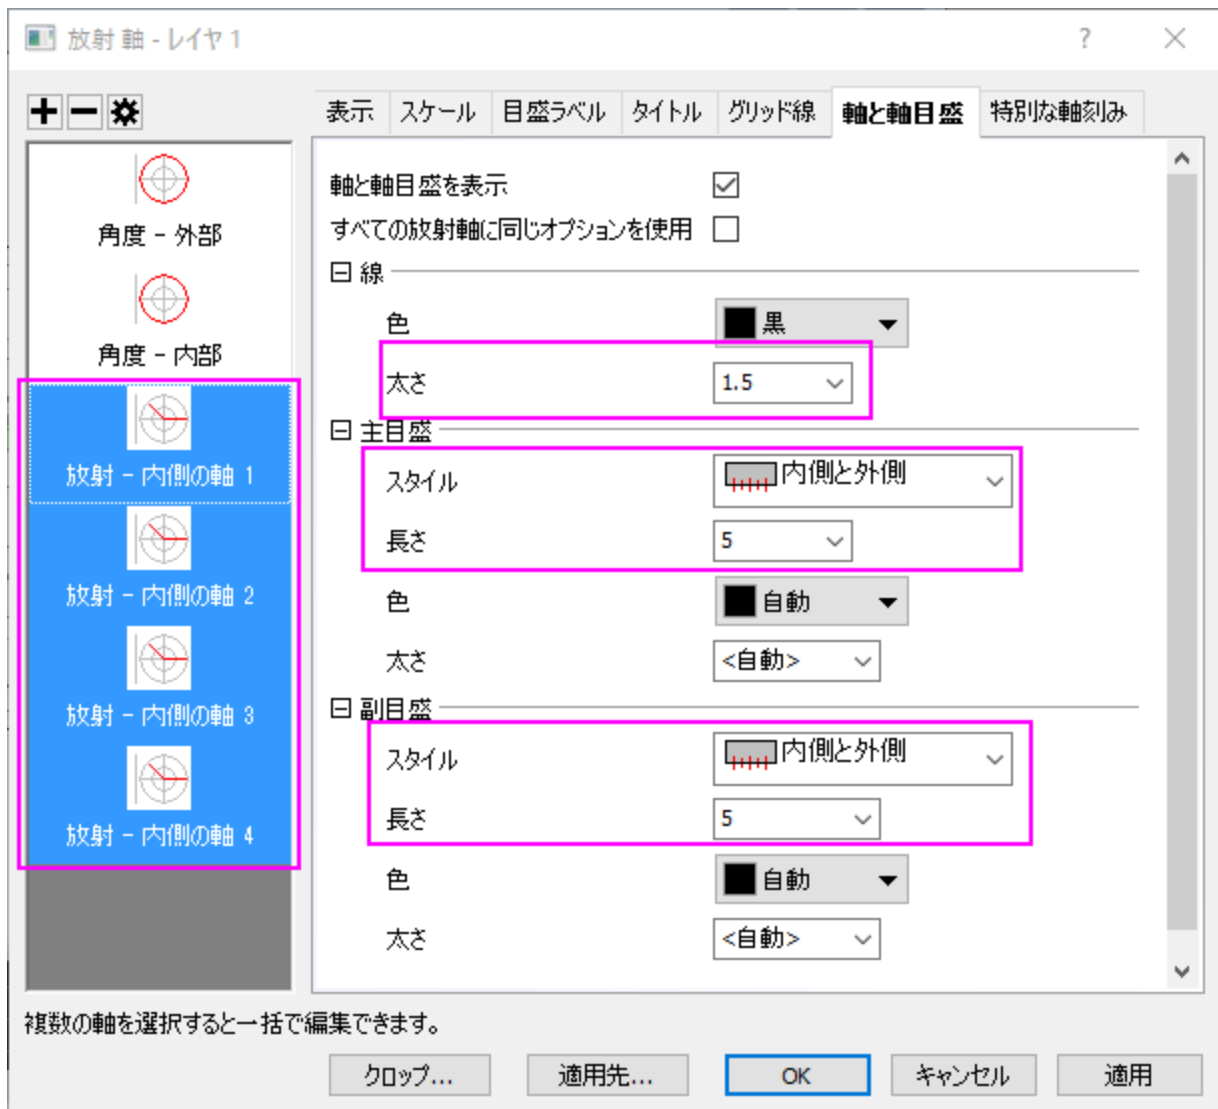 放射 軸 - レイヤ 1
?
表示 スケール 目盛ラベル タイトル グリッド線 軸と軸目盛 特別な軸刻み
角度 - 外部
角度 - 内部
放射 - 内側の軸 1
放射 - 内側の軸 2
放射 - 内側の軸 3
放射 - 内側の軸 4
軸と軸目盛を表示
すべての放射軸に同じオプションを使用
線
色 黒
太さ 1.5
主目盛
スタイル 内側と外側
長さ 5
色 自動
太さ <自動>
副目盛
スタイル 内側と外側
長さ 5
色 自動
太さ <自動>
複数の軸を選択すると一括で編集できます。
クロップ... 適用先... OK キャンセル 適用